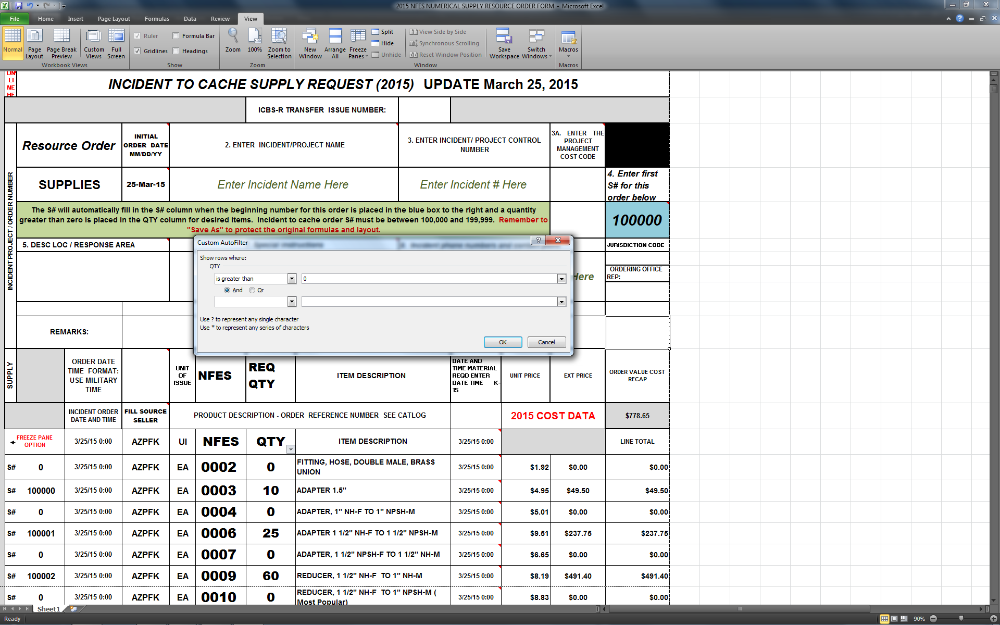 2015 NFES NUMERICAL SUPPLY RESOURCE ORDER FORM - Microsoft Excel
File Home Insert Page Layout Formulas Data Review View
Normal
Page Layout
Page Break Preview
Custom Views
Full Screen
Workbook Views
Ruler
Formula Bar
Gridlines
Headings
Show
Zoom
100%
Zoom to Selection
Zoom
New Window
Arrange All
Freeze Panes
Split
Hide
Unhide
View Side by Side
Synchronous Scrolling
Reset Window Position
Window
Save Workspace
Switch Windows
Macros
Macros
LI
NE
INCIDENT TO CACHE SUPPLY REQUEST (2015) UPDATE March 25, 2015
ICBS-R TRANSFER ISSUE NUMBER:
INCIDENT PROJECT / ORDER NUMBER
Resource Order
INITIAL
ORDER DATE
MM/DD/YY
2. ENTER INCIDENT/PROJECT NAME
3. ENTER INCIDENT/ PROJECT CONTROL
NUMBER
3A. ENTER THE
PROJECT
MANAGEMENT
COST CODE
SUPPLIES
25-Mar-15
Enter Incident Name Here
Enter Incident # Here
4. Enter first
S# for this
order below
The S# will automatically fill in the S# column when the beginning number for this order is placed in the blue box to the right and a quantity
greater than zero is placed in the QTY column for desired items. Incident to cache order S# must be between 100,000 and 199,999. Remember to
"Save As" to protect the original formulas and layout.
100000
5. DESC LOC / RESPONSE AREA
JURISDICTION CODE
Here
ORDERING OFFICE
REP:
Custom AutoFilter
Show rows where:
QTY
is greater than
0
And
Or
Use ? to represent any single character
Use * to represent any series of characters
OK
Cancel
REMARKS:
SUPPLY
ORDER DATE
TIME FORMAT:
USE MILITARY
TIME
UNIT
OF
ISSUE
NFES
REQ
QTY
ITEM DESCRIPTION
DATE AND
TIME MATERIAL
REQD ENTER
DATE TIME K-
15
UNIT PRICE
EXT PRICE
ORDER VALUE COST
RECAP
INCIDENT ORDER
DATE AND TIME
FILL SOURCE
SELLER
PRODUCT DESCRIPTION - ORDER REFERENCE NUMBER SEE CATLOG
2015 COST DATA
$778.65
FREEZE PANE
OPTION
3/25/15 0:00 AZPFK UI NFES QTY ITEM DESCRIPTION 3/25/15 0:00 LINE TOTAL
S# 0 3/25/15 0:00 AZPFK EA 0002 0 FITTING, HOSE, DOUBLE MALE, BRASS
UNION 3/25/15 0:00 $1.92 $0.00 $0.00
S# 100000 3/25/15 0:00 AZPFK EA 0003 10 ADAPTER 1.5" 3/25/15 0:00 $4.95 $49.50 $49.50
S# 0 3/25/15 0:00 AZPFK EA 0004 0 ADAPTER, 1" NH-F TO 1" NPSH-M 3/25/15 0:00 $5.01 $0.00 $0.00
S# 100001 3/25/15 0:00 AZPFK EA 0006 25 ADAPTER 1 1/2" NH-F TO 1 1/2" NPSH-M 3/25/15 0:00 $9.51 $237.75 $237.75
S# 0 3/25/15 0:00 AZPFK EA 0007 0 ADAPTER, 1 1/2" NPSH-F TO 1 1/2" NH-M 3/25/15 0:00 $6.65 $0.00 $0.00
S# 100002 3/25/15 0:00 AZPFK EA 0009 60 REDUCER, 1 1/2" NH-F TO 1" NH-M 3/25/15 0:00 $8.19 $491.40 $491.40
S# 0 3/25/15 0:00 AZPFK EA 0010 0 REDUCER, 1 1/2" NH-F TO 1" NPSH-M (
Most Popular) 3/25/15 0:00 $8.83 $0.00 $0.00
Sheet1
Ready
90%